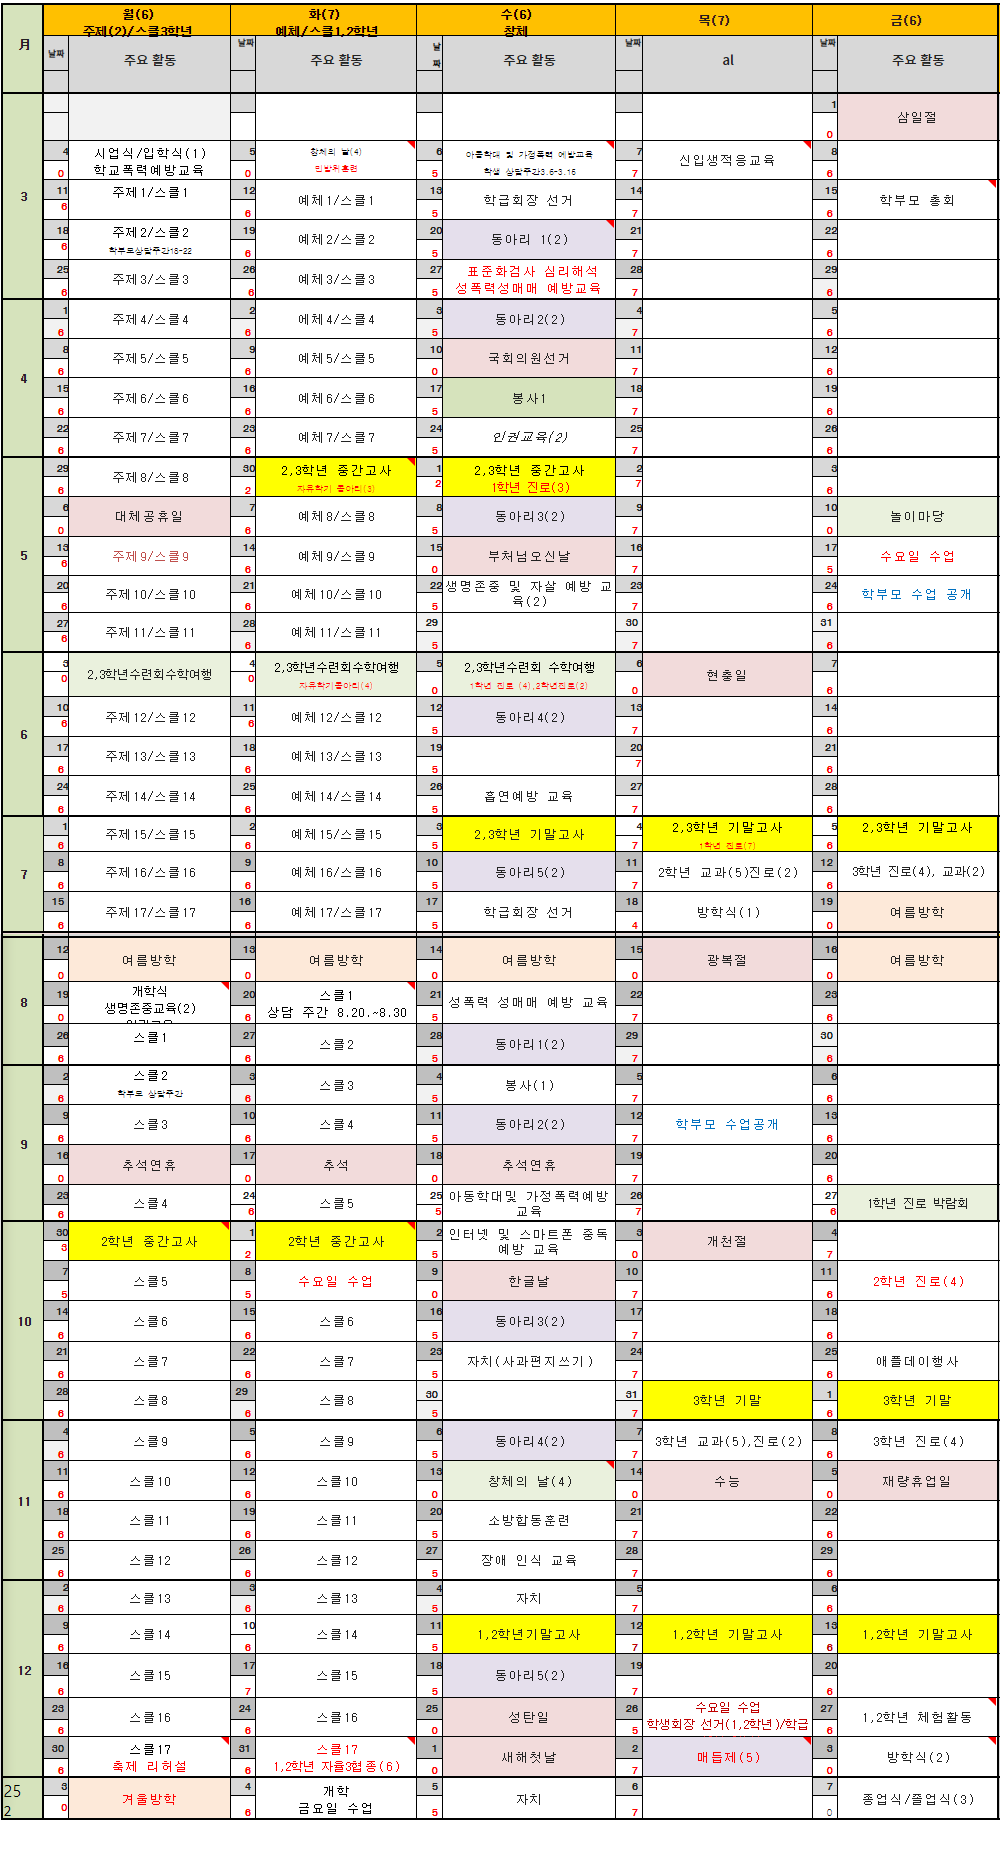 月 월(6) 화(7) 수(6) 목(7) 금(6)
주제(2)/스클3학년 예체/스클1,2학년 창체
날짜 주요 활동 날짜 주요 활동 날짜 주요 활동 날짜 al 날짜 주요 활동
3
1 0 삼일절
4 0 시업식/입학식(1) 5 0 창체의 날(4) 6 5 아동학대 및 가정폭력 예방교육 7 7 신입생적응교육 8 6
학교폭력예방교육 민방위훈련 학생 상담주간3.6-3.15
11 6 주제1/스클1 12 6 예체1/스클1 13 5 학급회장 선거 14 7 15 6 학부모 총회
18 6 주제2/스클2 19 6 예체2/스클2 20 5 동아리 1(2) 21 7 22 6
학부모상담주간18-22
25 6 주제3/스클3 26 6 예체3/스클3 27 5 표준화검사 심리해석 28 7 29 6
성폭력성매매 예방교육
4
1 6 주제4/스클4 2 6 에체4/스클4 3 5 동아리2(2) 4 7 5 6
8 6 주제5/스클5 9 6 예체5/스클5 10 0 국회의원선거 11 7 12 6
15 6 주제6/스클6 16 6 예체6/스클6 17 5 봉사1 18 7 19 6
22 6 주제7/스클7 23 6 예체7/스클7 24 5 인권교육(2) 25 7 26 6
5
29 6 주제8/스클8 30 2 2,3학년 중간고사 1 2 2,3학년 중간고사 2 7 3 6
자유학기 동아리(3) 1학년 진로(3)
6 0 대체공휴일 7 6 예체8/스클8 8 5 동아리3(2) 9 7 10 0 놀이마당
13 6 주제9/스클9 14 6 예체9/스클9 15 0 부처님오신날 16 7 17 5 수요일 수업
20 6 주제10/스클10 21 6 예체10/스클10 22 5 생명존중 및 자살 예방 교 23 7 24 6 학부모 수업 공개
육(2)
27 6 주제11/스클11 28 6 예체11/스클11 29 5 30 7 31 6
6
3 0 2,3학년수련회수학여행 4 0 2,3학년수련회수학여행 5 0 2,3학년수련회 수학여행 6 0 현충일 7 6
자유학기동아리(4) 1학년 진로 (4),2학년진로(2)
10 6 주제12/스클12 11 6 예체12/스클12 12 5 동아리4(2) 13 7 14 6
17 6 주제13/스클13 18 6 예체13/스클13 19 5 20 7 21 6
24 6 주제14/스클14 25 6 예체14/스클14 26 5 흡연예방 교육 27 7 28 6
7
1 6 주제15/스클15 2 6 예체15/스클15 3 5 2,3학년 기말고사 4 7 2,3학년 기말고사 5 6 2,3학년 기말고사
1학년 진로(7)
8 6 주제16/스클16 9 6 예체16/스클16 10 5 동아리5(2) 11 7 2학년 교과(5)진로(2) 12 6 3학년 진로(4), 교과(2)
15 6 주제17/스클17 16 6 예체17/스클17 17 5 학급회장 선거 18 4 방학식(1) 19 0 여름방학
8
12 0 여름방학 13 0 여름방학 14 0 여름방학 15 0 광복절 16 0 여름방학
19 0 개학식 20 6 스클1 21 5 성폭력 성매매 예방 교육 22 7 23 6
생명존중교육(2) 상담 주간 8.20.~8.30
26 6 스클1 27 6 스클2 28 5 동아리1(2) 29 7 30 6
9
2 6 스클2 3 6 스클3 4 5 봉사(1) 5 7 6 6
학부모 상담주간
9 6 스클3 10 6 스클4 11 5 동아리2(2) 12 7 학부모 수업공개 13 6
16 0 추석연휴 17 0 추석 18 0 추석연휴 19 7 20 6
23 6 스클4 24 6 스클5 25 5 아동학대및 가정폭력예방 26 7 27 6 1학년 진로 박람회
교육
10
30 3 2학년 중간고사 1 2 2학년 중간고사 2 5 인터넷 및 스마트폰 중독 3 0 개천절 4 7
예방 교육
7 5 스클5 8 5 수요일 수업 9 0 한글날 10 7 11 6 2학년 진로(4)
14 6 스클6 15 6 스클6 16 5 동아리3(2) 17 7 18 6
21 6 스클7 22 6 스클7 23 5 자치(사과편지쓰기) 24 7 25 6 애플데이행사
28 6 스클8 29 6 스클8 30 5 31 7 3학년 기말 1 6 3학년 기말
11
4 6 스클9 5 6 스클9 6 5 동아리4(2) 7 7 3학년 교과(5),진로(2) 8 6 3학년 진로(4)
11 6 스클10 12 6 스클10 13 0 창체의 날(4) 14 0 수능 5 0 재량휴업일
18 6 스클11 19 6 스클11 20 5 소방합동훈련 21 7 22 6
25 6 스클12 26 6 스클12 27 5 장애 인식 교육 28 7 29 6
12
2 6 스클13 3 6 스클13 4 5 자치 5 7 6 6
9 6 스클14 10 6 스클14 11 5 1,2학년기말고사 12 7 1,2학년 기말고사 13 6 1,2학년 기말고사
16 6 스클15 17 7 스클15 18 5 동아리5(2) 19 7 20 6
23 6 스클16 24 6 스클16 25 0 성탄일 26 5 수요일 수업 27 6 1,2학년 체험활동
학생회장 선거(1,2학년)/학급
30 6 스클17 31 6 스클17 1 0 새해첫날 2 7 매듭제(5) 3 0 방학식(2)
축제 리허설 1,2학년 자율3협 종(6)
25
2
3 0 겨울방학 4 6 개학 5 5 자치 6 7 7 0 종업식/졸업식(3)
금요일 수업